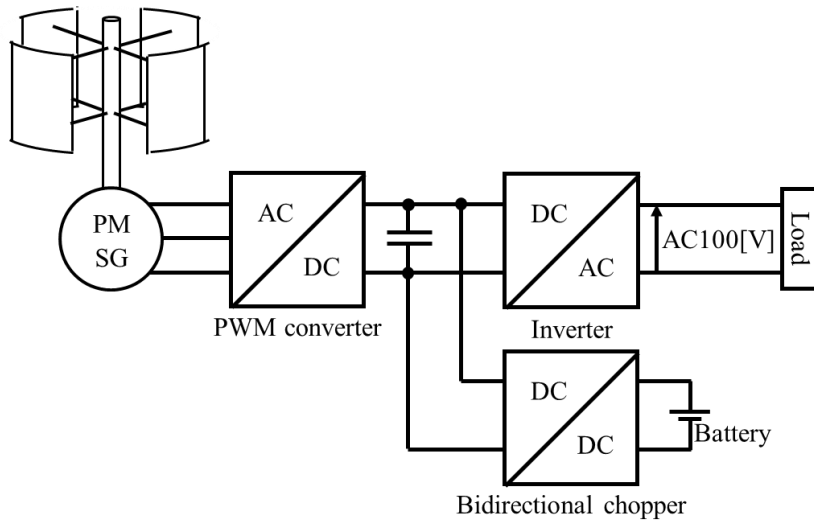 PM
SG
AC
DC
PWM converter
DC
AC
Inverter
AC100[V]
Load
DC
DC
Bidirectional chopper
Battery